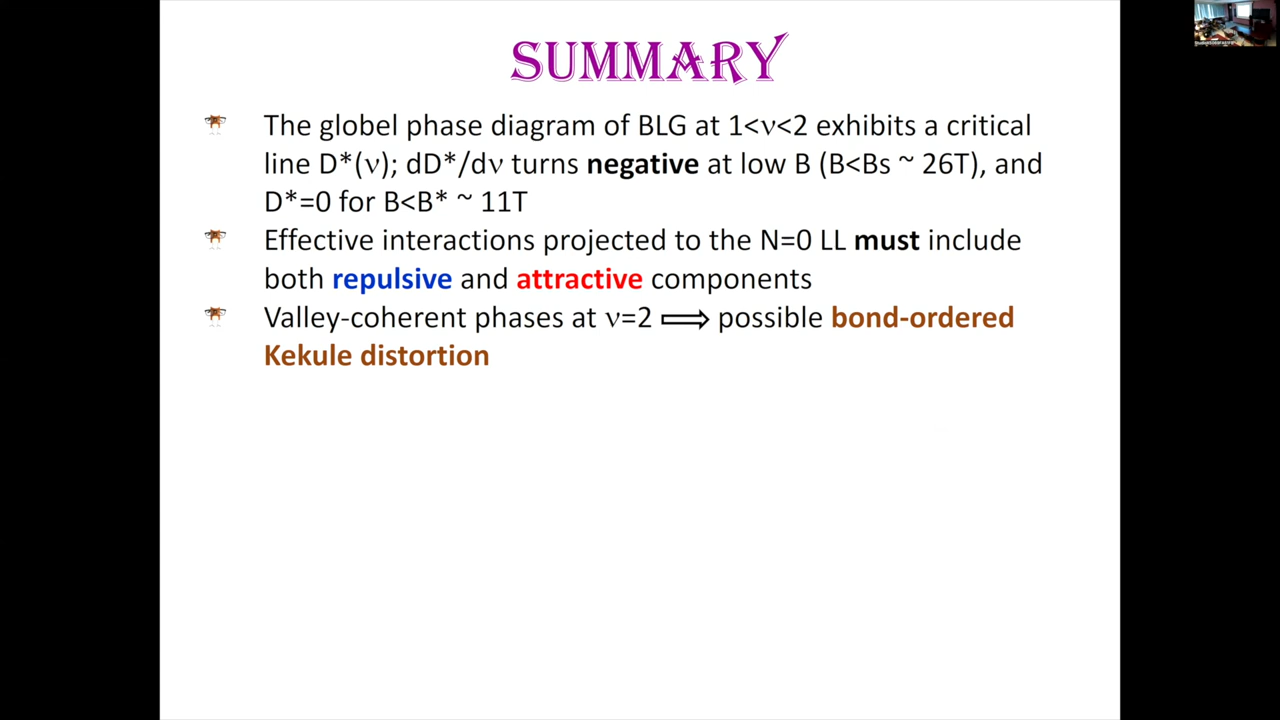 SUMMARY
The globel phase diagram of BLG at 1<ν<2 exhibits a critical
line D*(ν); dD*/dν turns negative at low B (B<Bs ~ 26T), and
D*=0 for B<B* ~ 11T
Effective interactions projected to the N=0 LL must include
both repulsive and attractive components
Valley-coherent phases at ν=2 ⟹ possible bond-ordered
Kekule distortion